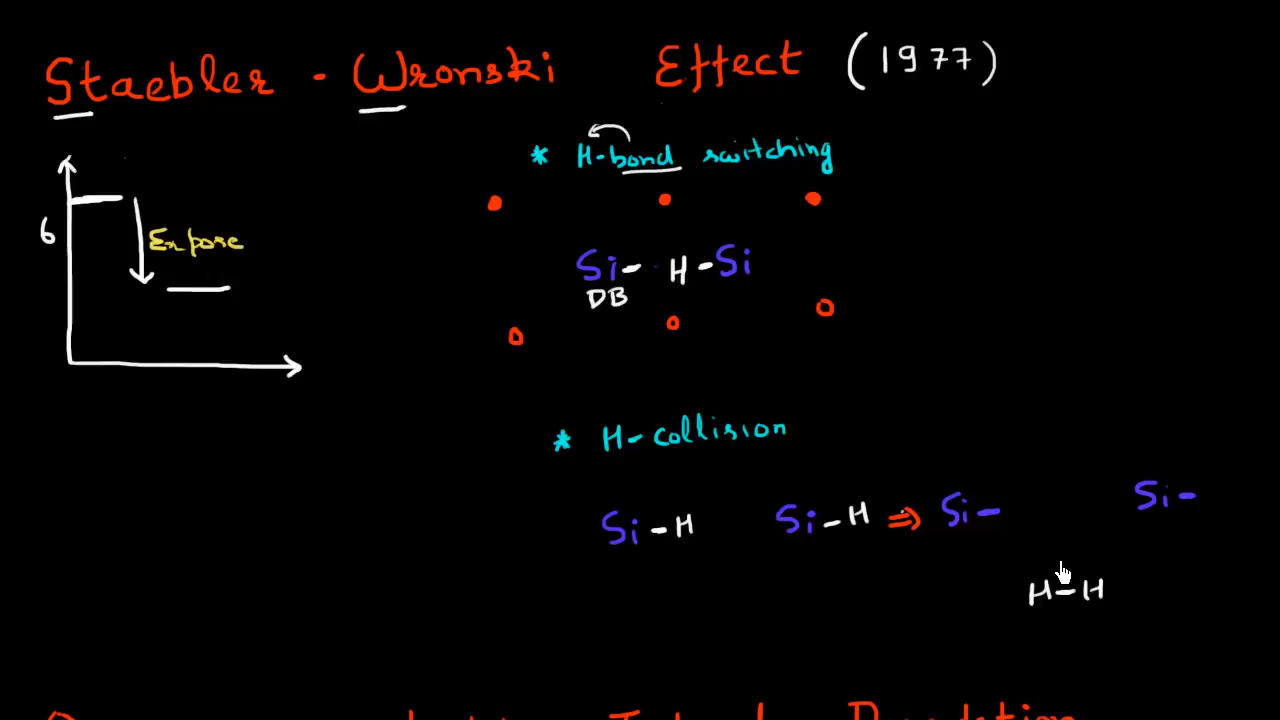 Staebler - Wronski Effect (1977)
* H-bond switching
6
Expose
Si- H -Si
DB
* H-collision
Si-H Si-H ⇒ Si- Si-
H-H